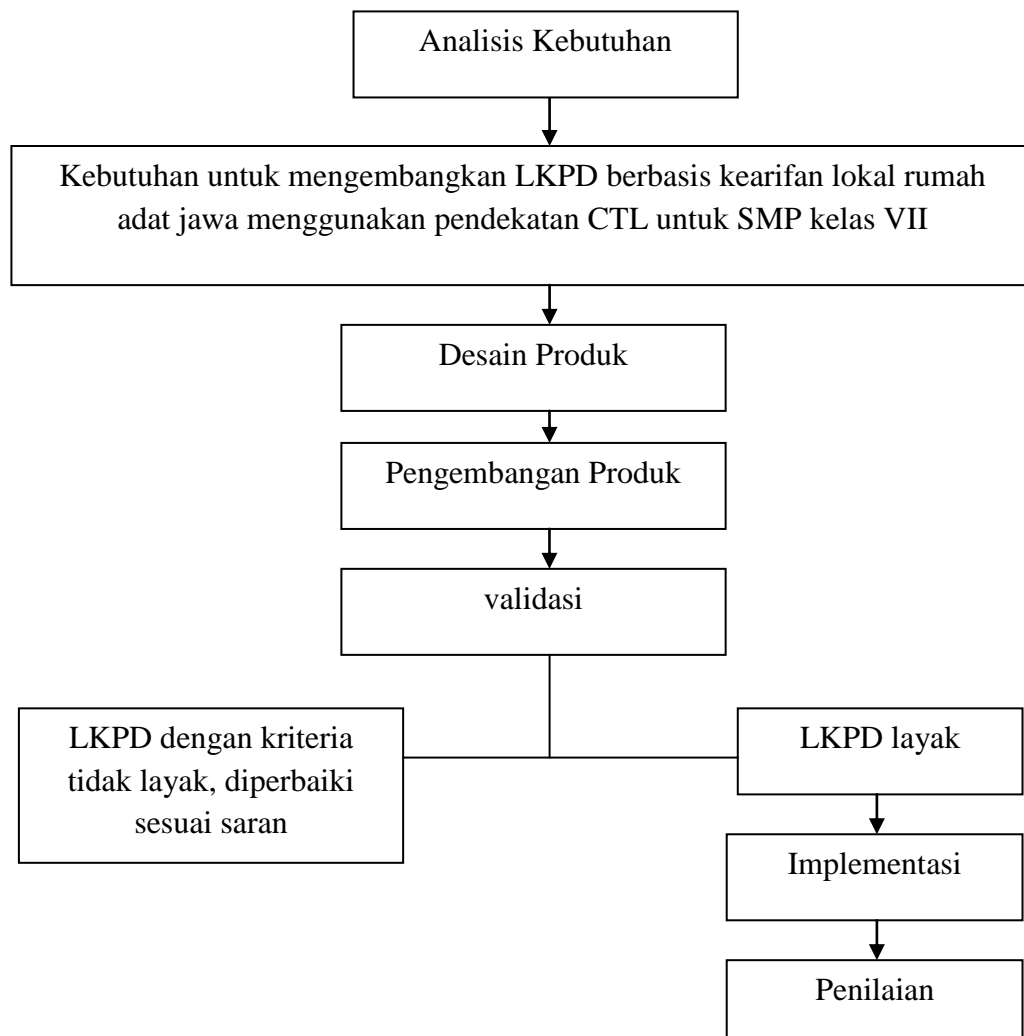 Analisis Kebutuhan
Kebutuhan untuk mengembangkan LKPD berbasis kearifan lokal rumah
adat jawa menggunakan pendekatan CTL untuk SMP kelas VII
Desain Produk
Pengembangan Produk
validasi
LKPD dengan kriteria
tidak layak, diperbaiki
sesuai saran
LKPD layak
Implementasi
Penilaian